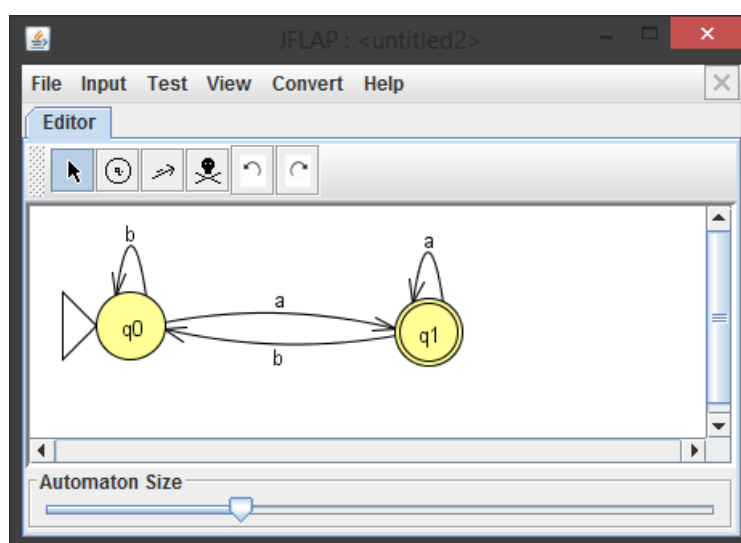 JFLAP : <untitled2>
File Input Test View Convert Help
Editor
q
b
a
a
q0
q1
b
Automaton Size